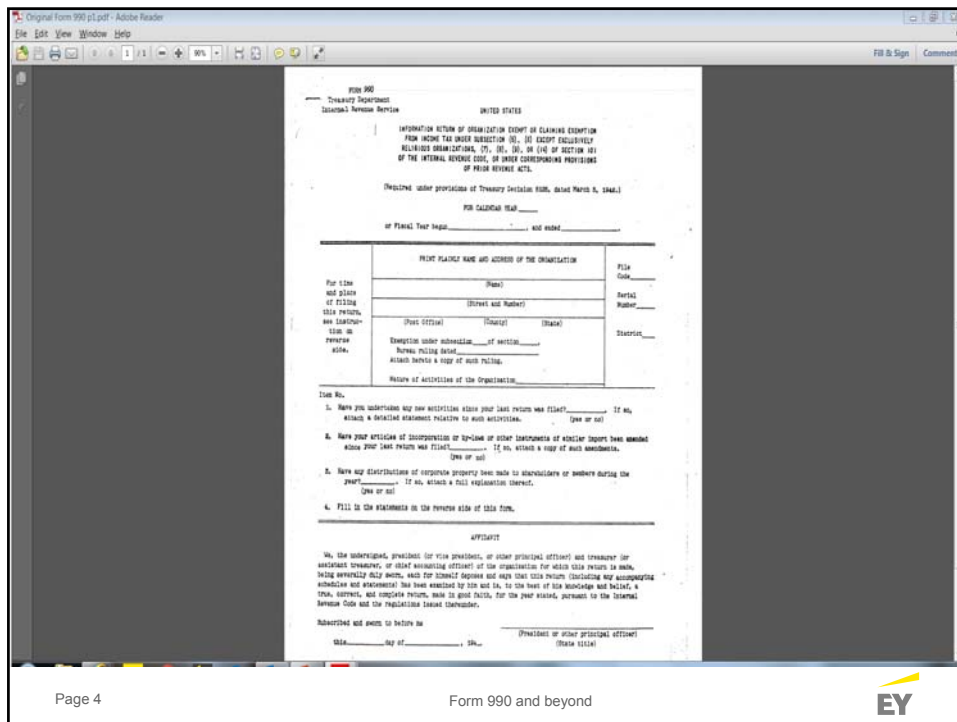 Original Form 990 p1.pdf - Adobe Reader
File Edit View Window Help
1 / 1 90%
Fill & Sign Comment
FORM 990
Treasury Department
Internal Revenue Service
UNITED STATES
INFORMATION RETURN OF ORGANIZATION EXEMPT OR CLAIMING EXEMPTION
FROM INCOME TAX UNDER SUBSECTION (6), EXCEPT EXCLUSIVELY
RELIGIOUS ORGANIZATIONS, (7), (8), (9), OR (14) OF SECTION 101
OF THE INTERNAL REVENUE CODE, OR UNDER CORRESPONDING PROVISIONS
OF PRIOR REVENUE ACTS.
(Required under provisions of Treasury Decision dated March
FOR CALENDAR YEAR
or Fiscal Year begun , and ended .
PRINT PLAINLY NAME AND ADDRESS OF THE ORGANIZATION
File
Code
For time
and place
of filing
this return,
see instruc-
tion on
reverse
side.
(Name)
(Street and Number)
Serial
Number
(Post Office) (County) (State)
District
Exemption under subsection of section ,
Bureau ruling dated
Attach hereto a copy of such ruling.
Nature of Activities of the Organization
Item No.
1. Have you undertaken any new activities since your last return was filed? . If so,
attach a detailed statement relative to such activities. (yes or no)
2. Have your articles of incorporation or by-laws or other instruments of similar import been amended
since your last return was filed? . If so, attach a copy of such amendments.
(yes or no)
3. Have any distributions of corporate property been made to shareholders or members during the
year? . If so, attach a full explanation thereof.
(yes or no)
4. Fill in the statements on the reverse side of this form.
AFFIDAVIT
We, the undersigned, president (or vice president, or other principal officer) and treasurer (or
assistant treasurer, or chief accounting officer) of the organization for which this return is made,
being severally duly sworn, each for himself deposes and says that this return (including any accompanying
schedules and statements) has been examined by him and is, to the best of his knowledge and belief, a
true, correct, and complete return, made in good faith, for the year stated, pursuant to the Internal
Revenue Code and the regulations issued thereunder.
Subscribed and sworn to before me
(President or other principal officer)
this day of , 194
(State title)
Page 4
Form 990 and beyond
EY